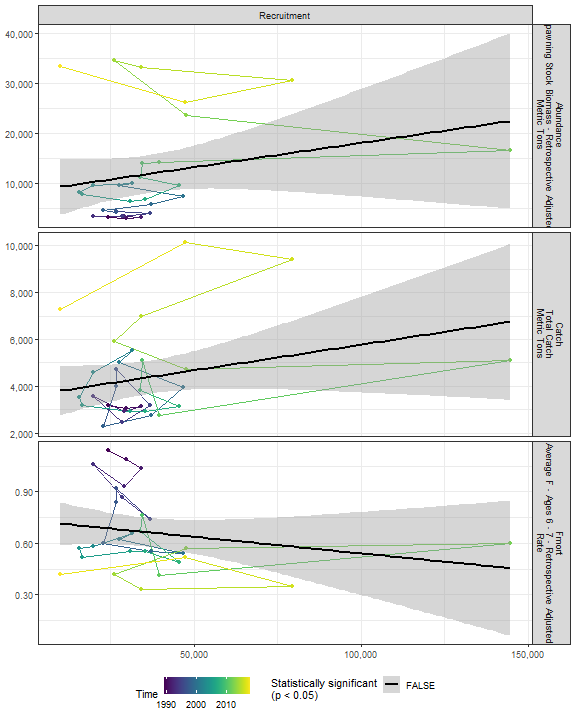 Recruitment
40,000
30,000
20,000
10,000
Abundance
Spawning Stock Biomass - Retrospective Adjusted
Metric Tons
10,000
8,000
6,000
4,000
2,000
Catch
Total Catch
Metric Tons
0.90
0.60
0.30
Fmort
Average F - Ages 6 - 7 - Retrospective Adjusted
Rate
50,000
100,000
150,000
Time
1990
2000
2010
Statistically significant
(p < 0.05)
FALSE